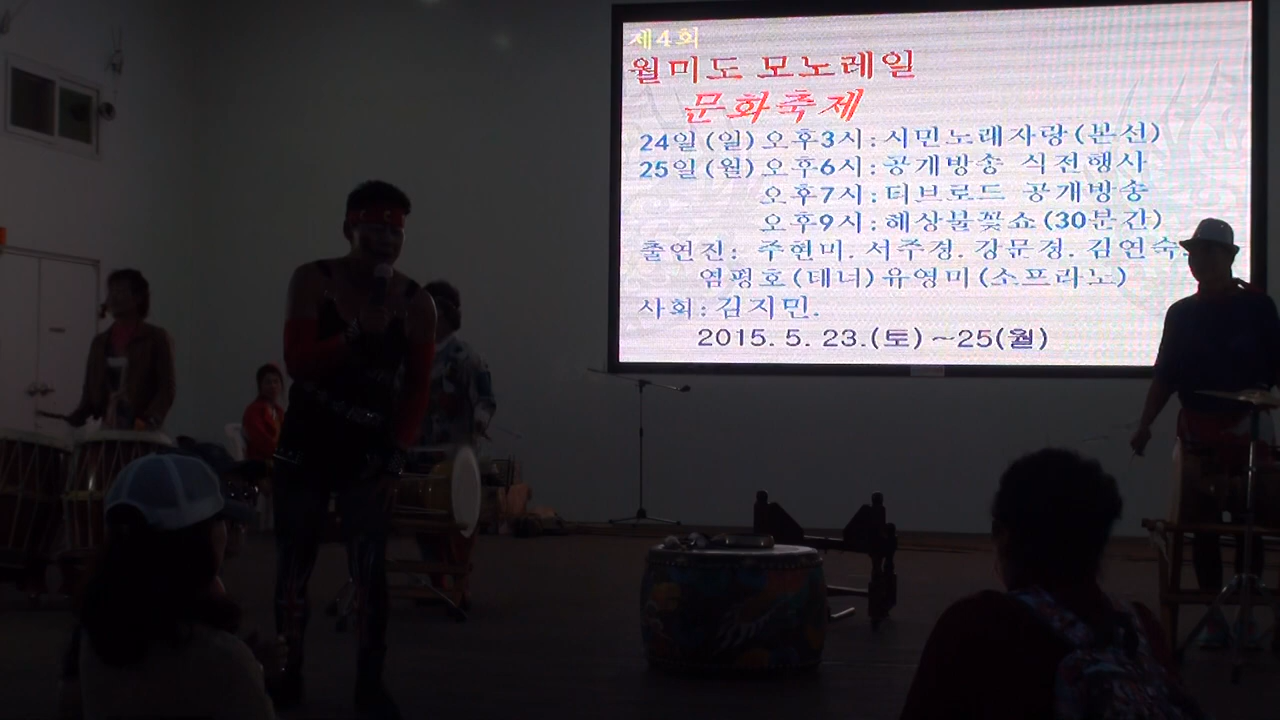 제4회
월미도 모노레일
문화축제
24일(일)오후3시:시민노래자랑(본선)
25일(월)오후6시:공개방송 식전행사
오후7시:티브로드 공개방송
오후9시:해상불꽃쇼(30분간)
출연진: 주현미. 서주경. 강문경. 김연숙.
염평호(테너)유영미(소프라노)
사회:김지민.
2015. 5. 23.(토)~25(월)